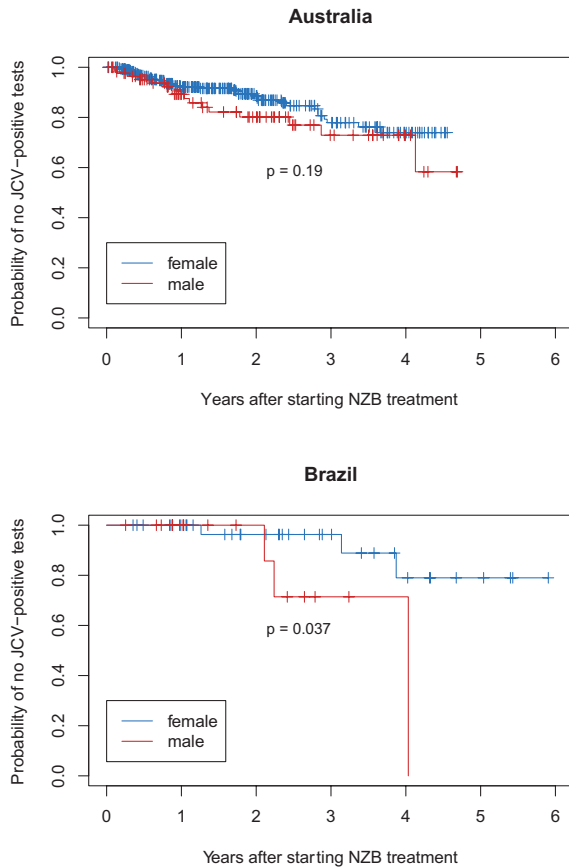 Australia
Probability of no JCV−positive tests
1.0
0.8
0.6
0.4
0.2
0.0
p = 0.19
female
male
0 1 2 3 4 5 6
Years after starting NZB treatment
Brazil
Probability of no JCV−positive tests
1.0
0.8
0.6
0.4
0.2
0.0
p = 0.037
female
male
0 1 2 3 4 5 6
Years after starting NZB treatment